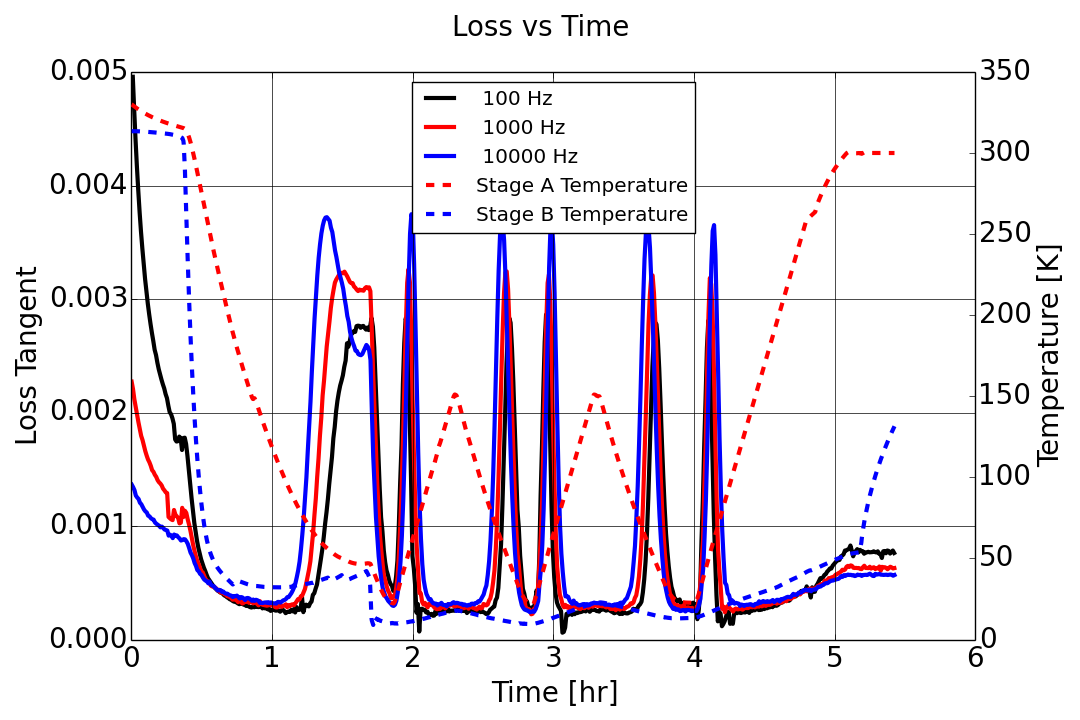 Loss vs Time
0.005
0.004
0.003
0.002
0.001
0.000
Loss Tangent
100 Hz
1000 Hz
10000 Hz
Stage A Temperature
Stage B Temperature
350
300
250
200
150
100
50
0
Temperature [K]
0 1 2 3 4 5 6
Time [hr]